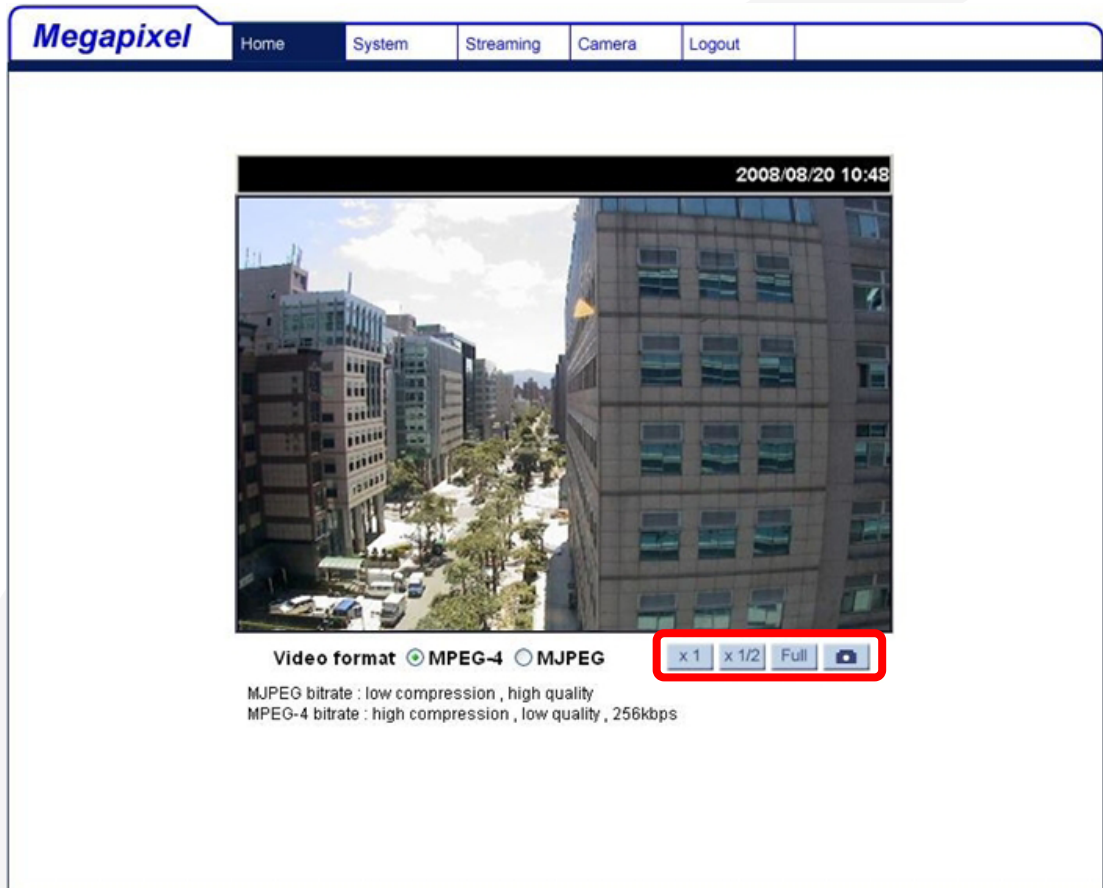 Megapixel
Home System Streaming Camera Logout
2008/08/20 10:48
Video format MPEG-4 MJPEG x 1 x 1/2 Full
MJPEG bitrate : low compression , high quality
MPEG-4 bitrate : high compression , low quality , 256kbps